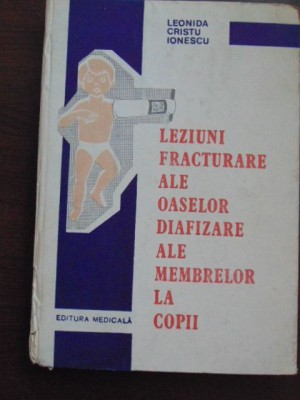 LEONIDA
CRISTU
IONESCU
LEZIUNI
FRACTURARE
ALE
OASELOR
DIAFIZARE
ALE
MEMBRELOR
LA
COPII
EDITURA MEDICALĂ